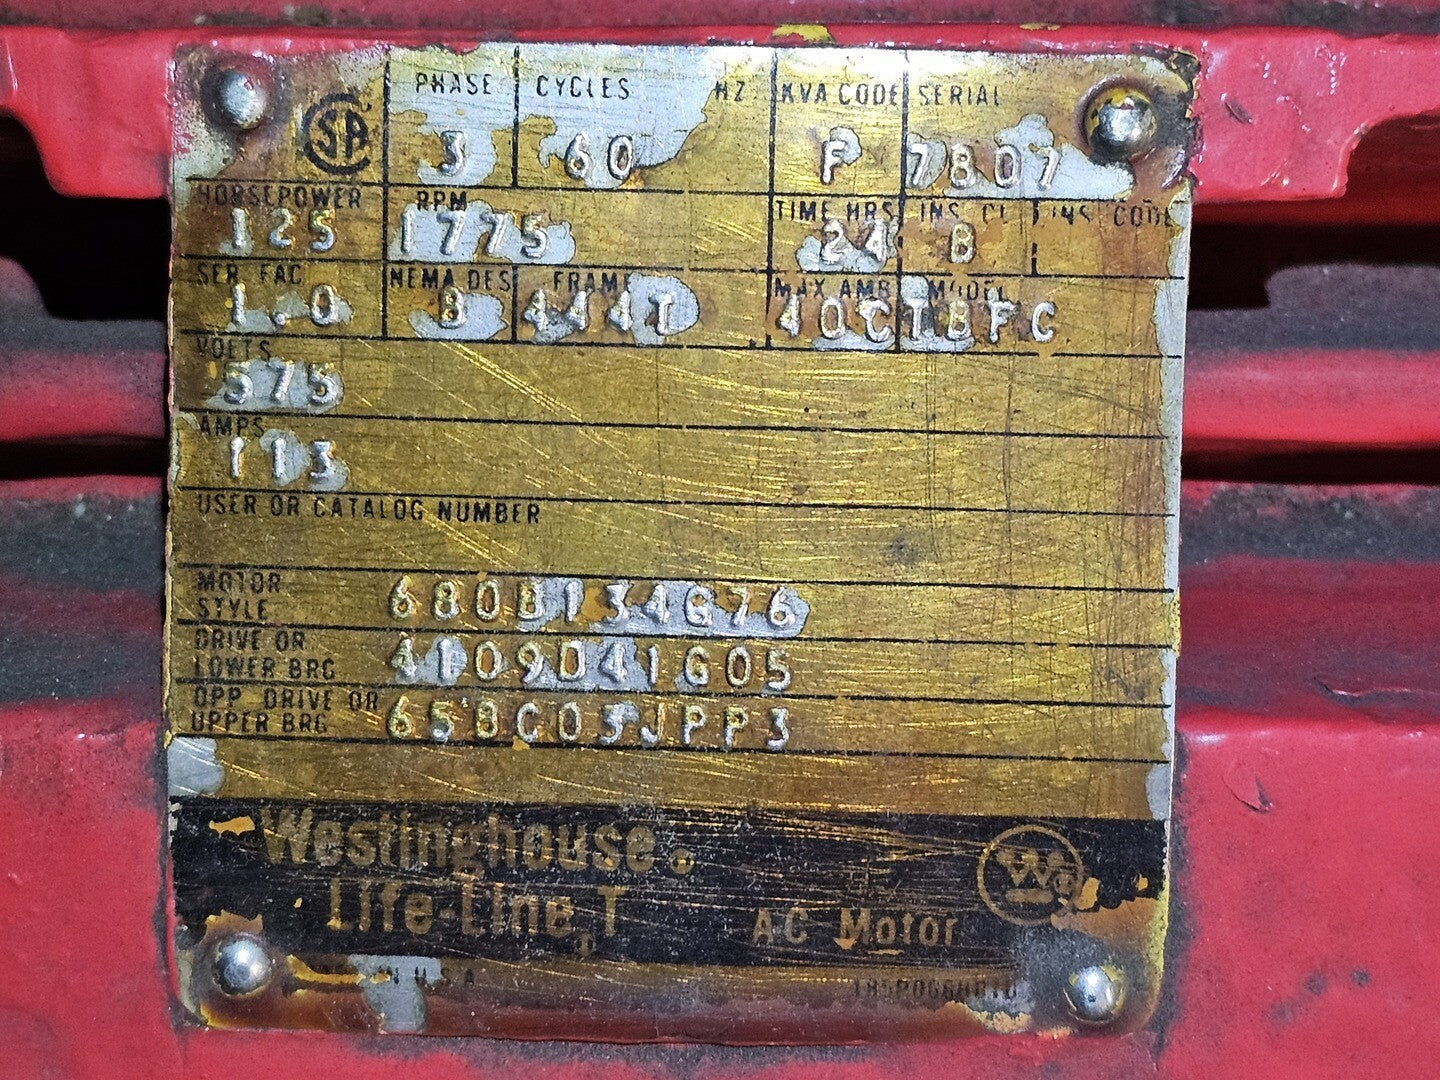 SA PHASE CYCLES HZ KVA CODE SERIAL
3 60 F 7807
HORSEPOWER RPM TIME HRS INS CL INS CODE
125 1775 24 B
SER FAC NEMA DES FRAME MAX AMB MODEL
1.0 B 444T 40C TBFC
VOLTS
575
AMPS
113
USER OR CATALOG NUMBER
MOTOR
STYLE 680B134G76
DRIVE OR
LOWER BRG 4109D41G05
OPP DRIVE OR
UPPER BRG 65BC03JPP3
Westinghouse
Life-Line T AC Motor
W
IN U.S.A